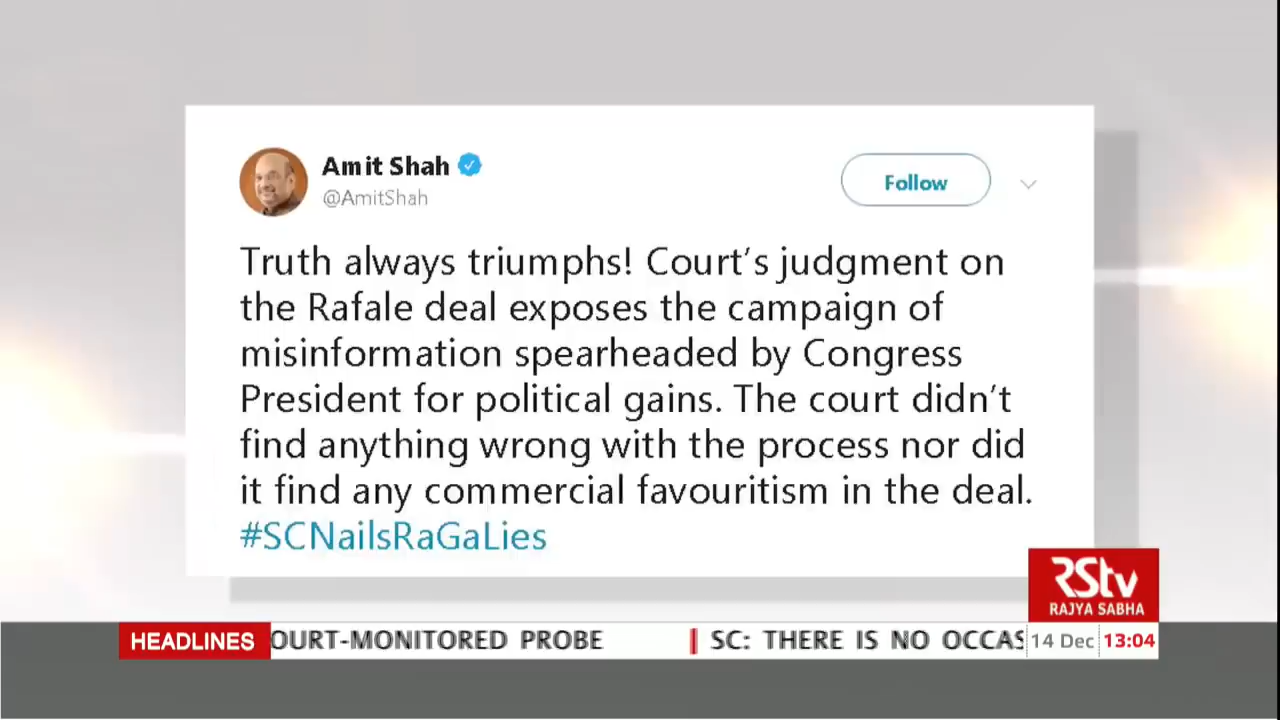 Amit Shah
@AmitShah
Follow
Truth always triumphs! Court's judgment on
the Rafale deal exposes the campaign of
misinformation spearheaded by Congress
President for political gains. The court didn't
find anything wrong with the process nor did
it find any commercial favouritism in the deal.
#SCNailsRaGaLies
RStv
RAJYA SABHA
HEADLINES
OURT-MONITORED PROBE | SC: THERE IS NO OCCAS
14 Dec 13:04